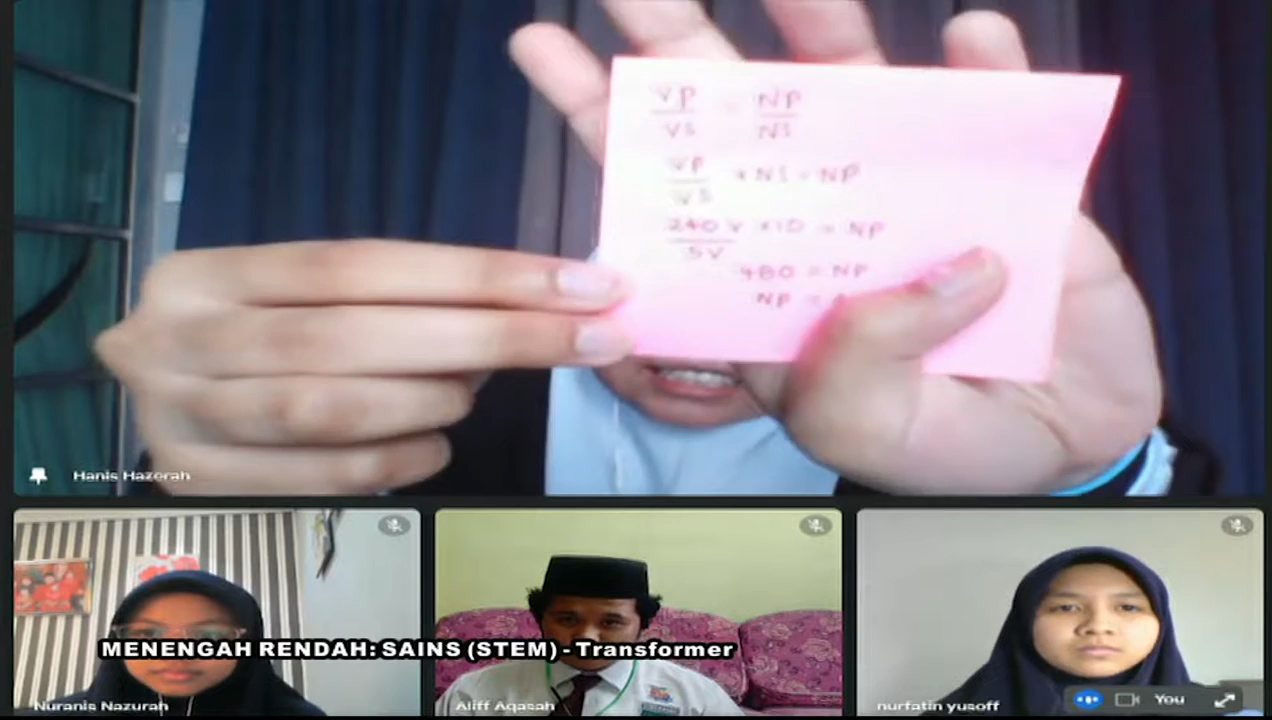 VP = NP
VS NS
VP × NS = NP
VS
240 V × 10 = NP
5V
480 = NP
NP =
Hanis Hazerah
MENENGAH RENDAH: SAINS (STEM) - Transformer
Nuranis Nazurah
Aliff Aqasah
nurfatin yusoff
You